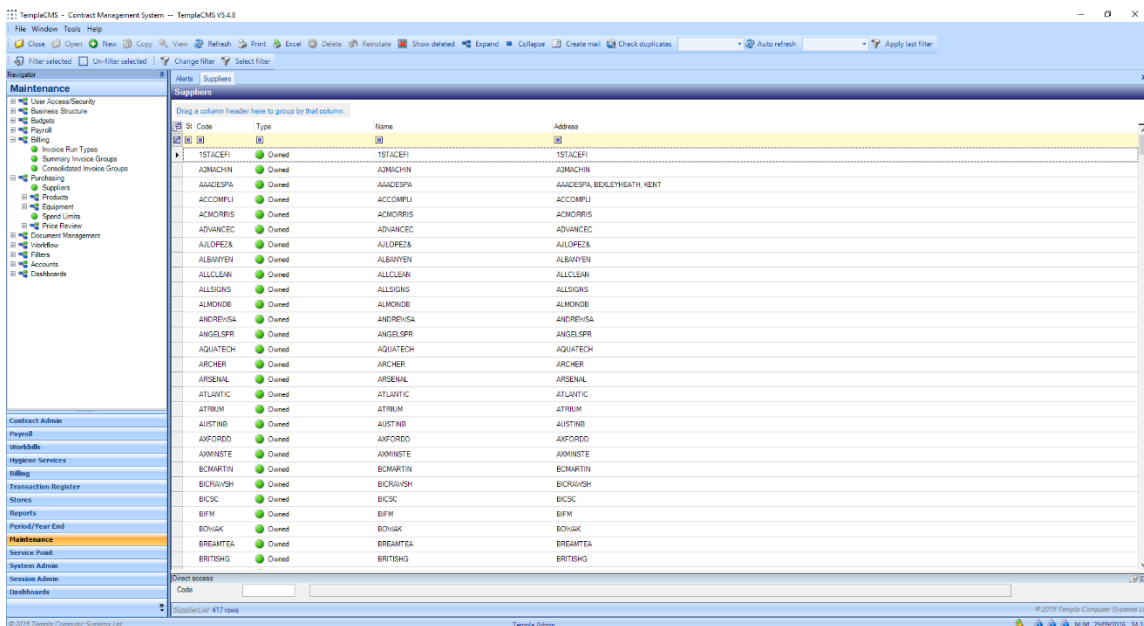 TemplaCMS - Contract Management System -- TemplaCMS V5.4.8
File Window Tools Help
Close Open New Copy View Refresh Print Excel Delete Reinstate Show deleted Expand Collapse Create mail Check duplicates Auto refresh Apply last filter
Filter selected Un-filter selected Change filter Select filter
Navigator
Maintenance
User Access/Security
Business Structure
Budgets
Payroll
Billing
Invoice Run Types
Summary Invoice Groups
Consolidated Invoice Groups
Purchasing
Suppliers
Products
Equipment
Spend Limits
Price Review
Document Management
Workflow
Filters
Accounts
Dashboards
Contract Admin
Payroll
Workbills
Hygiene Services
Billing
Transaction Register
Stores
Reports
Period/Year End
Maintenance
Service Point
System Admin
Session Admin
Dashboards
Alerts Suppliers
Suppliers
Drag a column header here to group by that column.
St Code Type Name Address
1STACEFI Owned 1STACEFI 1STACEFI
A3MACHIN Owned A3MACHIN A3MACHIN
AAADESPA Owned AAADESPA AAADESPA, BEXLEYHEATH, KENT
ACCOMPLI Owned ACCOMPLI ACCOMPLI
ACMORRIS Owned ACMORRIS ACMORRIS
ADVANCEC Owned ADVANCEC ADVANCEC
AJLOPEZ& Owned AJLOPEZ& AJLOPEZ&
ALBANYEN Owned ALBANYEN ALBANYEN
ALLCLEAN Owned ALLCLEAN ALLCLEAN
ALLSIGNS Owned ALLSIGNS ALLSIGNS
ALMONDB Owned ALMONDB ALMONDB
ANDREWSA Owned ANDREWSA ANDREWSA
ANGELSPR Owned ANGELSPR ANGELSPR
AQUATECH Owned AQUATECH AQUATECH
ARCHER Owned ARCHER ARCHER
ARSENAL Owned ARSENAL ARSENAL
ATLANTIC Owned ATLANTIC ATLANTIC
ATRIUM Owned ATRIUM ATRIUM
AUSTINB Owned AUSTINB AUSTINB
AXFORDD Owned AXFORDD AXFORDD
AXMINSTE Owned AXMINSTE AXMINSTE
BCMARTIN Owned BCMARTIN BCMARTIN
BICRAWSH Owned BICRAWSH BICRAWSH
BICSC Owned BICSC BICSC
BIFM Owned BIFM BIFM
BOWAK Owned BOWAK BOWAK
BREAMTEA Owned BREAMTEA BREAMTEA
BRITISHG Owned BRITISHG BRITISHG
Direct access
Code
SupplierList 417 rows
© 2015 Templa Computer Systems
© 2015 Templa Computer Systems Ltd
Templa Admin
NUM 29/09/2016